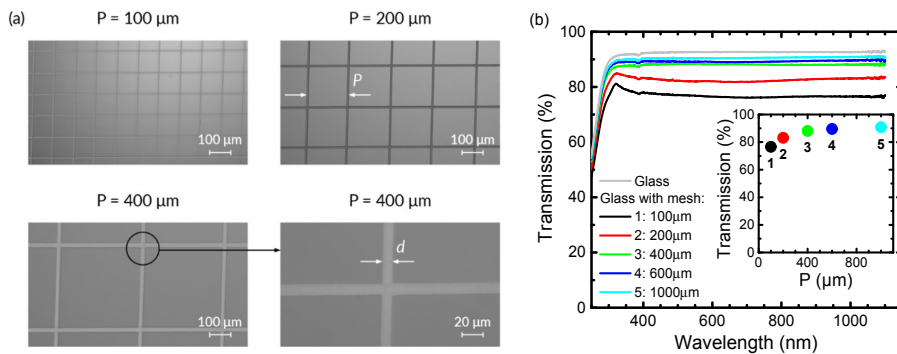 (a)
P = 100 µm
P = 200 µm
P
100 µm
100 µm
P = 400 µm
P = 400 µm
d
100 µm
20 µm
(b)
100
80
60
40
20
0
Transmission (%)
400 600 800 1000
Wavelength (nm)
Glass
Glass with mesh:
1: 100µm
2: 200µm
3: 400µm
4: 600µm
5: 1000µm
100
80
60
40
20
0
Transmission (%)
1 2 3 4 5
0 400 800
P (µm)